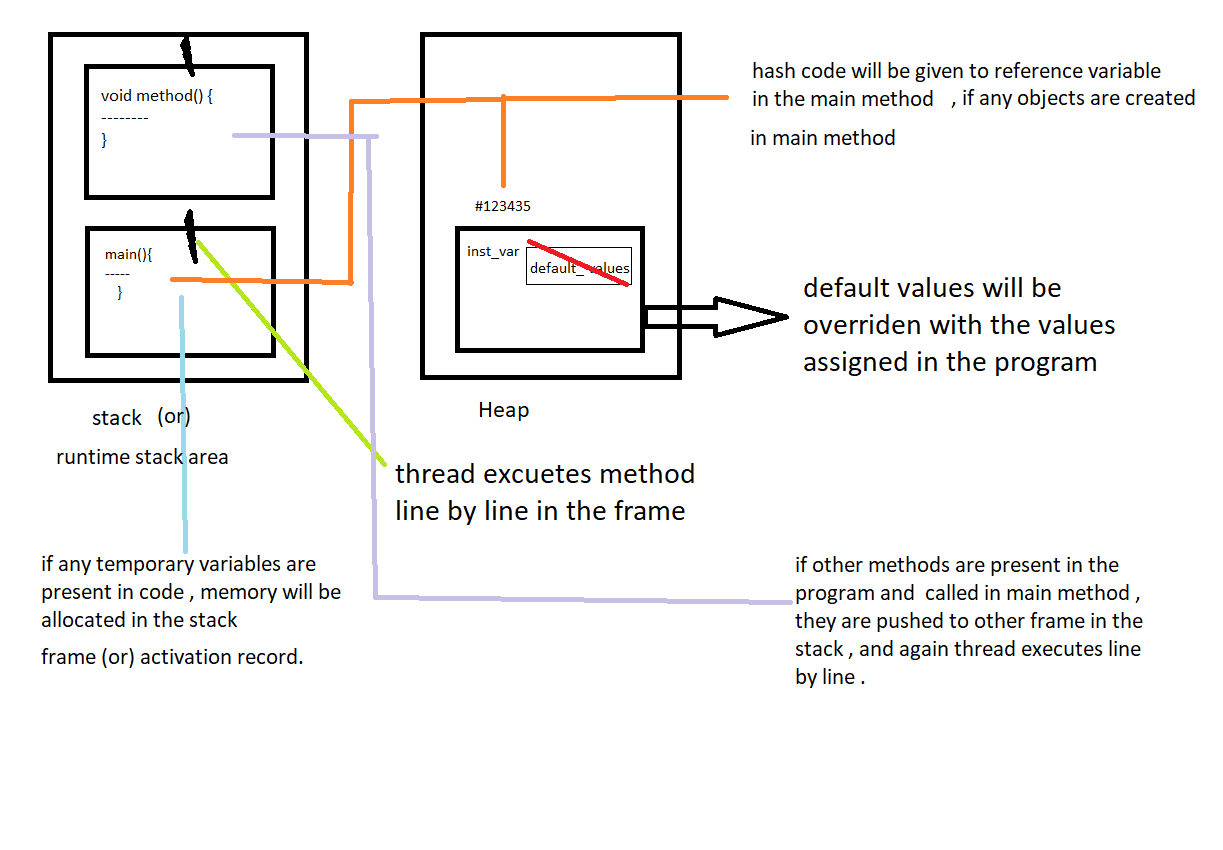 void method() {
--------
}
main(){
-----
}
stack (or)
runtime stack area
#123435
inst_var
default_ values
Heap
hash code will be given to reference variable
in the main method , if any objects are created
in main method
default values will be
overriden with the values
assigned in the program
thread excuetes method
line by line in the frame
if any temporary variables are
present in code , memory will be
allocated in the stack
frame (or) activation record.
if other methods are present in the
program and called in main method ,
they are pushed to other frame in the
stack , and again thread executes line
by line .